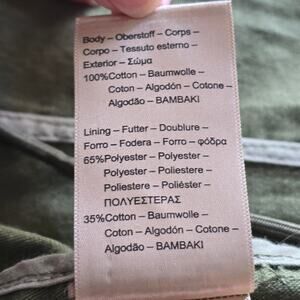 Body – Oberstoff – Corps –
Corpo – Tessuto esterno –
Exterior – Σώμα
100%Cotton – Baumwolle –
Coton – Algodón – Cotone –
Algodão – BAMBAKI
Lining – Futter – Doublure –
Forro – Fodera – Forro – φόδρα
65%Polyester – Polyester –
Polyester – Poliestere –
Poliestere – Poliéster –
ΠΟΛΥΕΣΤΕΡΑΣ
35%Cotton – Baumwolle –
Coton – Algodón – Cotone –
Algodão – BAMBAKI